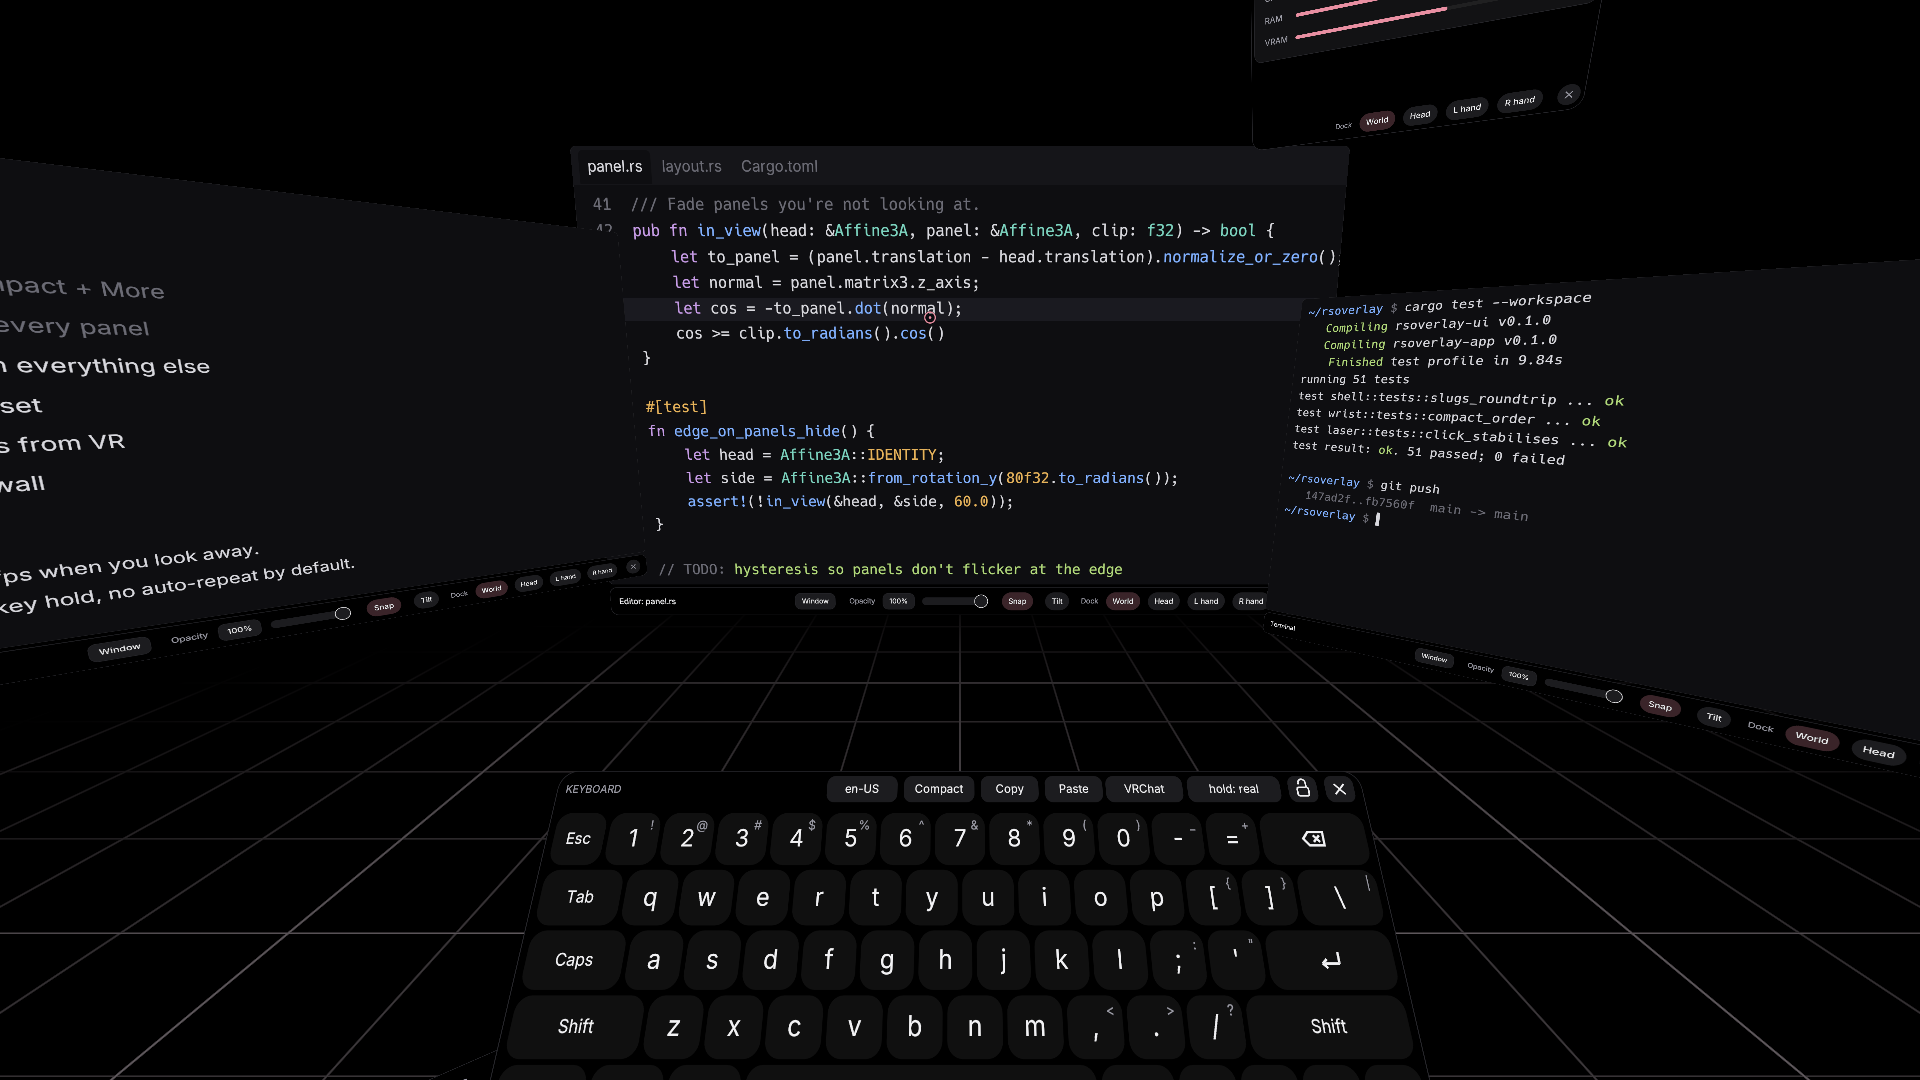 RAM
VRAM
Dock World Head L hand R hand ×
panel.rs layout.rs Cargo.toml
41 /// Fade panels you're not looking at.
42 pub fn in_view(head: &Affine3A, panel: &Affine3A, clip: f32) -> bool {
let to_panel = (panel.translation - head.translation).normalize_or_zero();
let normal = panel.matrix3.z_axis;
let cos = -to_panel.dot(normal);
cos >= clip.to_radians().cos()
}
#[test]
fn edge_on_panels_hide() {
let head = Affine3A::IDENTITY;
let side = Affine3A::from_rotation_y(80f32.to_radians());
assert!(!in_view(&head, &side, 60.0));
}
// TODO: hysteresis so panels don't flicker at the edge
Editor: panel.rs Window Opacity 100% Snap Tilt Dock World Head L hand R hand
mpact + More
every panel
everything else
set
s from VR
wall
fps when you look away.
key hold, no auto-repeat by default.
Window Opacity 100% Snap Tilt Dock World Head L hand R hand ×
~/rsoverlay $ cargo test --workspace
Compiling rsoverlay-ui v0.1.0
Compiling rsoverlay-app v0.1.0
Finished test profile in 9.84s
running 51 tests
test shell::tests::slugs_roundtrip ... ok
test wrist::tests::compact_order ... ok
test laser::tests::click_stabilises ... ok
test result: ok. 51 passed; 0 failed
~/rsoverlay $ git push
147ad2f..fb7560f main -> main
~/rsoverlay $
Terminal
Window Opacity 100% Snap Tilt Dock World Head
KEYBOARD en-US Compact Copy Paste VRChat hold: real ×
Esc 1 ! 2 @ 3 # 4 $ 5 % 6 ^ 7 & 8 * 9 ( 0 ) - _ = +
Tab q w e r t y u i o p [ { ] } \ |
Caps a s d f g h j k l ; : ' "
Shift z x c v b n m , < . > / ? Shift